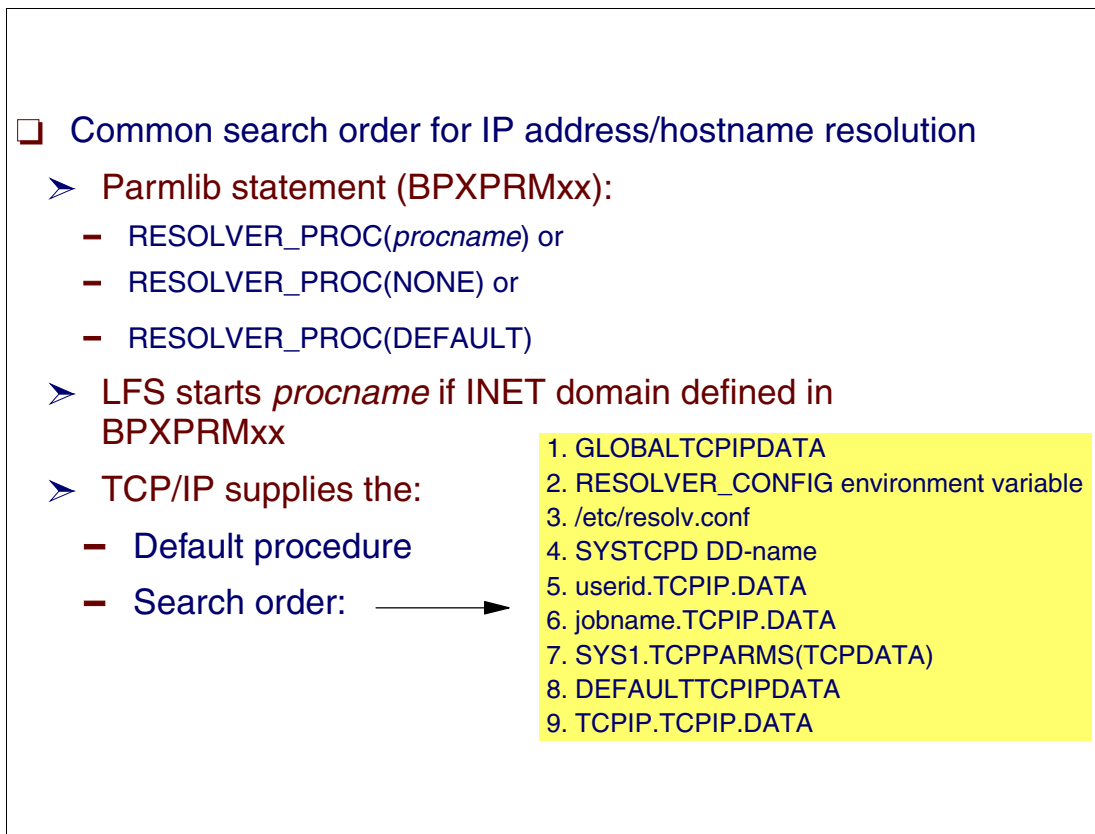 ❏ Common search order for IP address/hostname resolution
➢ Parmlib statement (BPXPRMxx):
– RESOLVER_PROC(procname) or
– RESOLVER_PROC(NONE) or
– RESOLVER_PROC(DEFAULT)
➢ LFS starts procname if INET domain defined in
BPXPRMxx
➢ TCP/IP supplies the:
– Default procedure
– Search order:
1. GLOBALTCPIPDATA
2. RESOLVER_CONFIG environment variable
3. /etc/resolv.conf
4. SYSTCPD DD-name
5. userid.TCPIP.DATA
6. jobname.TCPIP.DATA
7. SYS1.TCPPARMS(TCPDATA)
8. DEFAULTTCPIPDATA
9. TCPIP.TCPIP.DATA